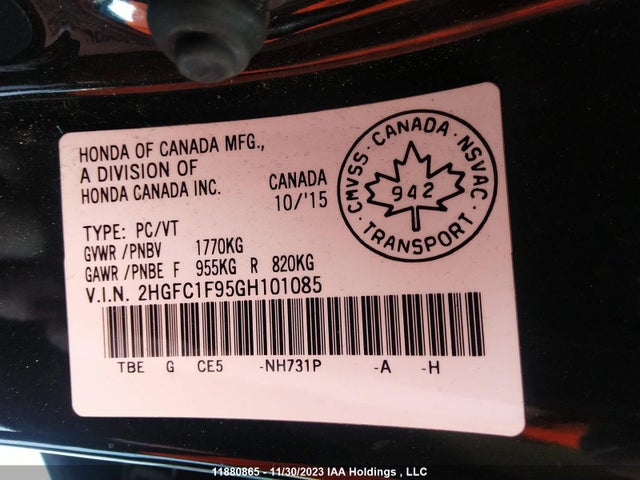 HONDA OF CANADA MFG.,
A DIVISION OF
HONDA CANADA INC.
CANADA
10/'15
CMVSS · CANADA · NSVAC
942
· TRANSPORT ·
TYPE: PC/VT
GVWR /PNBV 1770KG
GAWR /PNBE F 955KG R 820KG
V.I.N. 2HGFC1F95GH101085
TBE G CE5 -NH731P -A -H
11880865 - 11/30/2023 IAA Holdings , LLC